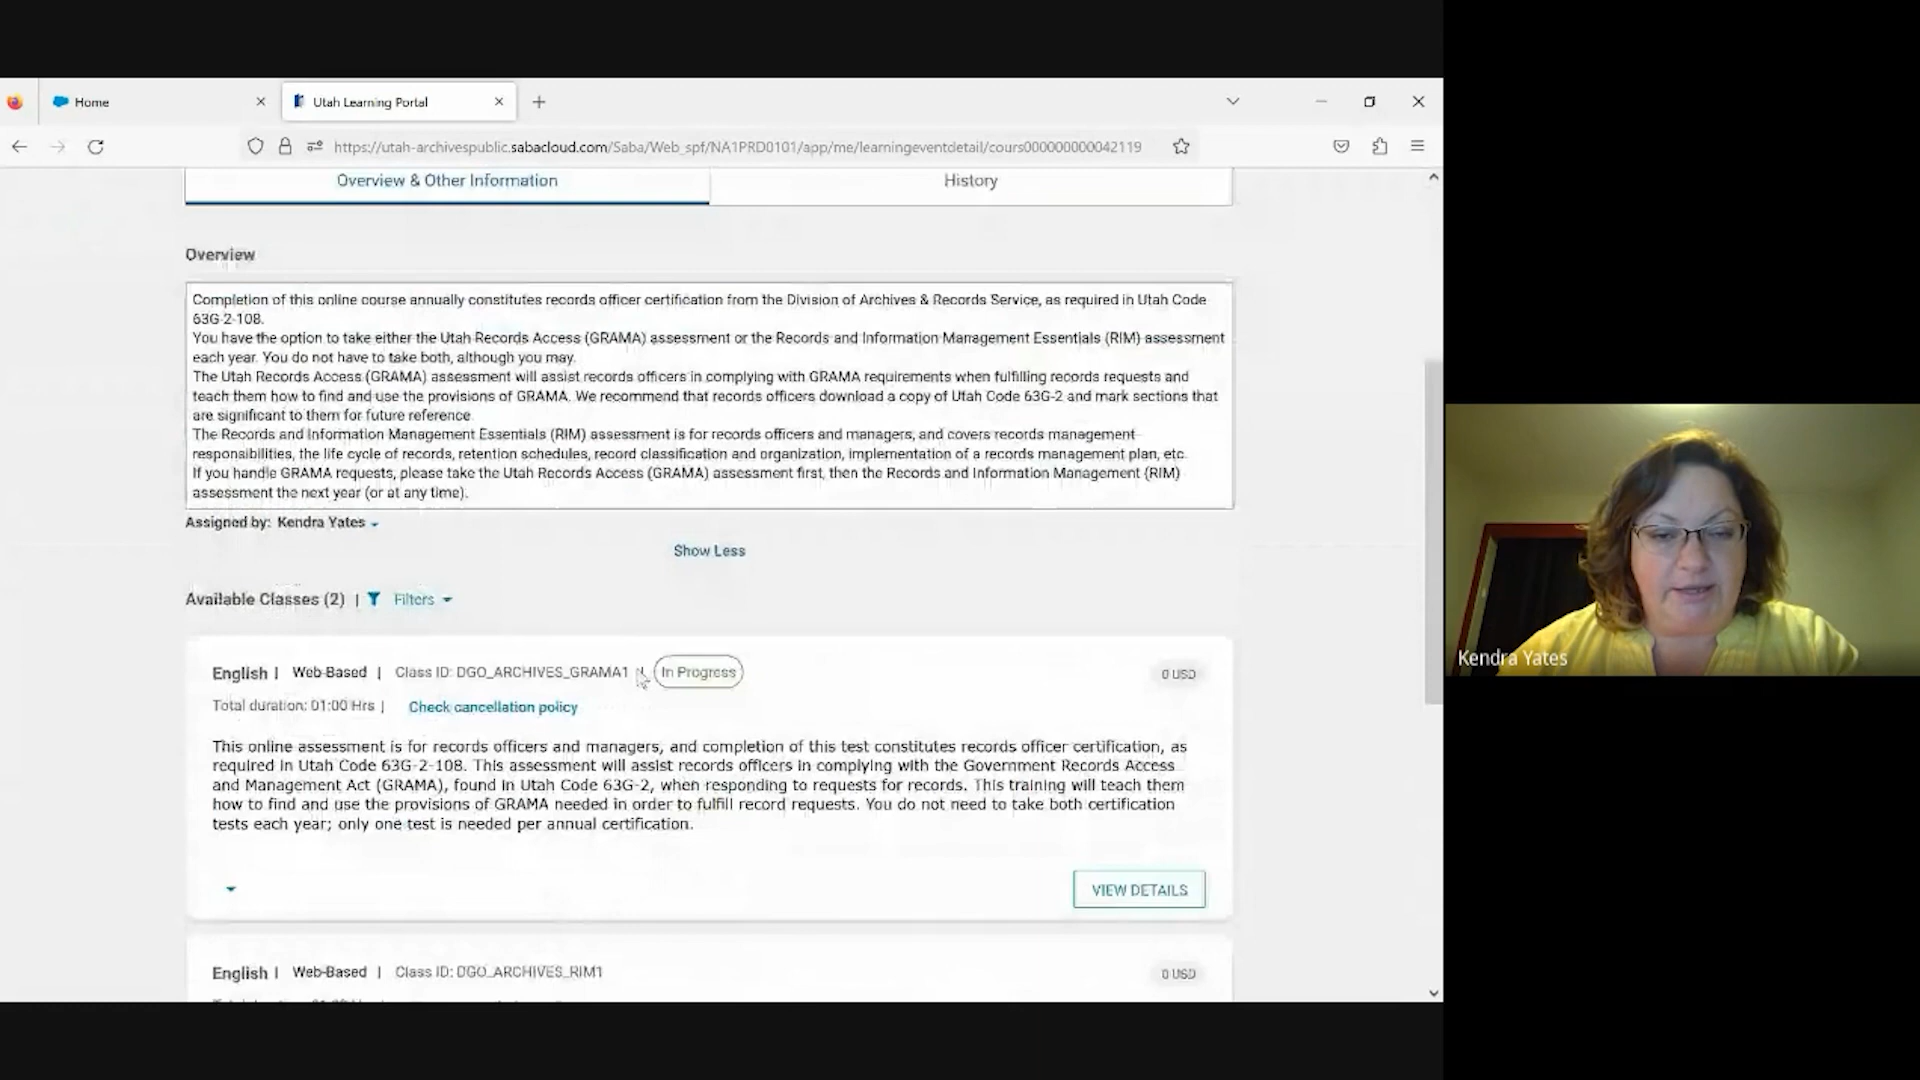 Home
Utah Learning Portal
https://utah-archivespublic.sabacloud.com/Saba/Web_spf/NA1PRD0101/app/me/learningeventdetail/cours000000000042119
Overview & Other Information
History
Overview
Completion of this online course annually constitutes records officer certification from the Division of Archives & Records Service, as required in Utah Code
63G-2-108.
You have the option to take either the Utah Records Access (GRAMA) assessment or the Records and Information Management Essentials (RIM) assessment
each year. You do not have to take both, although you may.
The Utah Records Access (GRAMA) assessment will assist records officers in complying with GRAMA requirements when fulfilling records requests and
teach them how to find and use the provisions of GRAMA. We recommend that records officers download a copy of Utah Code 63G-2 and mark sections that
are significant to them for future reference.
The Records and Information Management Essentials (RIM) assessment is for records officers and managers, and covers records management
responsibilities, the life cycle of records, retention schedules, record classification and organization, implementation of a records management plan, etc.
If you handle GRAMA requests, please take the Utah Records Access (GRAMA) assessment first, then the Records and Information Management (RIM)
assessment the next year (or at any time).
Assigned by: Kendra Yates
Show Less
Available Classes (2) | Filters
English | Web-Based | Class ID: DGO_ARCHIVES_GRAMA1 | In Progress
0 USD
Total duration: 01:00 Hrs | Check cancellation policy
This online assessment is for records officers and managers, and completion of this test constitutes records officer certification, as
required in Utah Code 63G-2-108. This assessment will assist records officers in complying with the Government Records Access
and Management Act (GRAMA), found in Utah Code 63G-2, when responding to requests for records. This training will teach them
how to find and use the provisions of GRAMA needed in order to fulfill record requests. You do not need to take both certification
tests each year; only one test is needed per annual certification.
VIEW DETAILS
English | Web-Based | Class ID: DGO_ARCHIVES_RIM1
0 USD
Kendra Yates